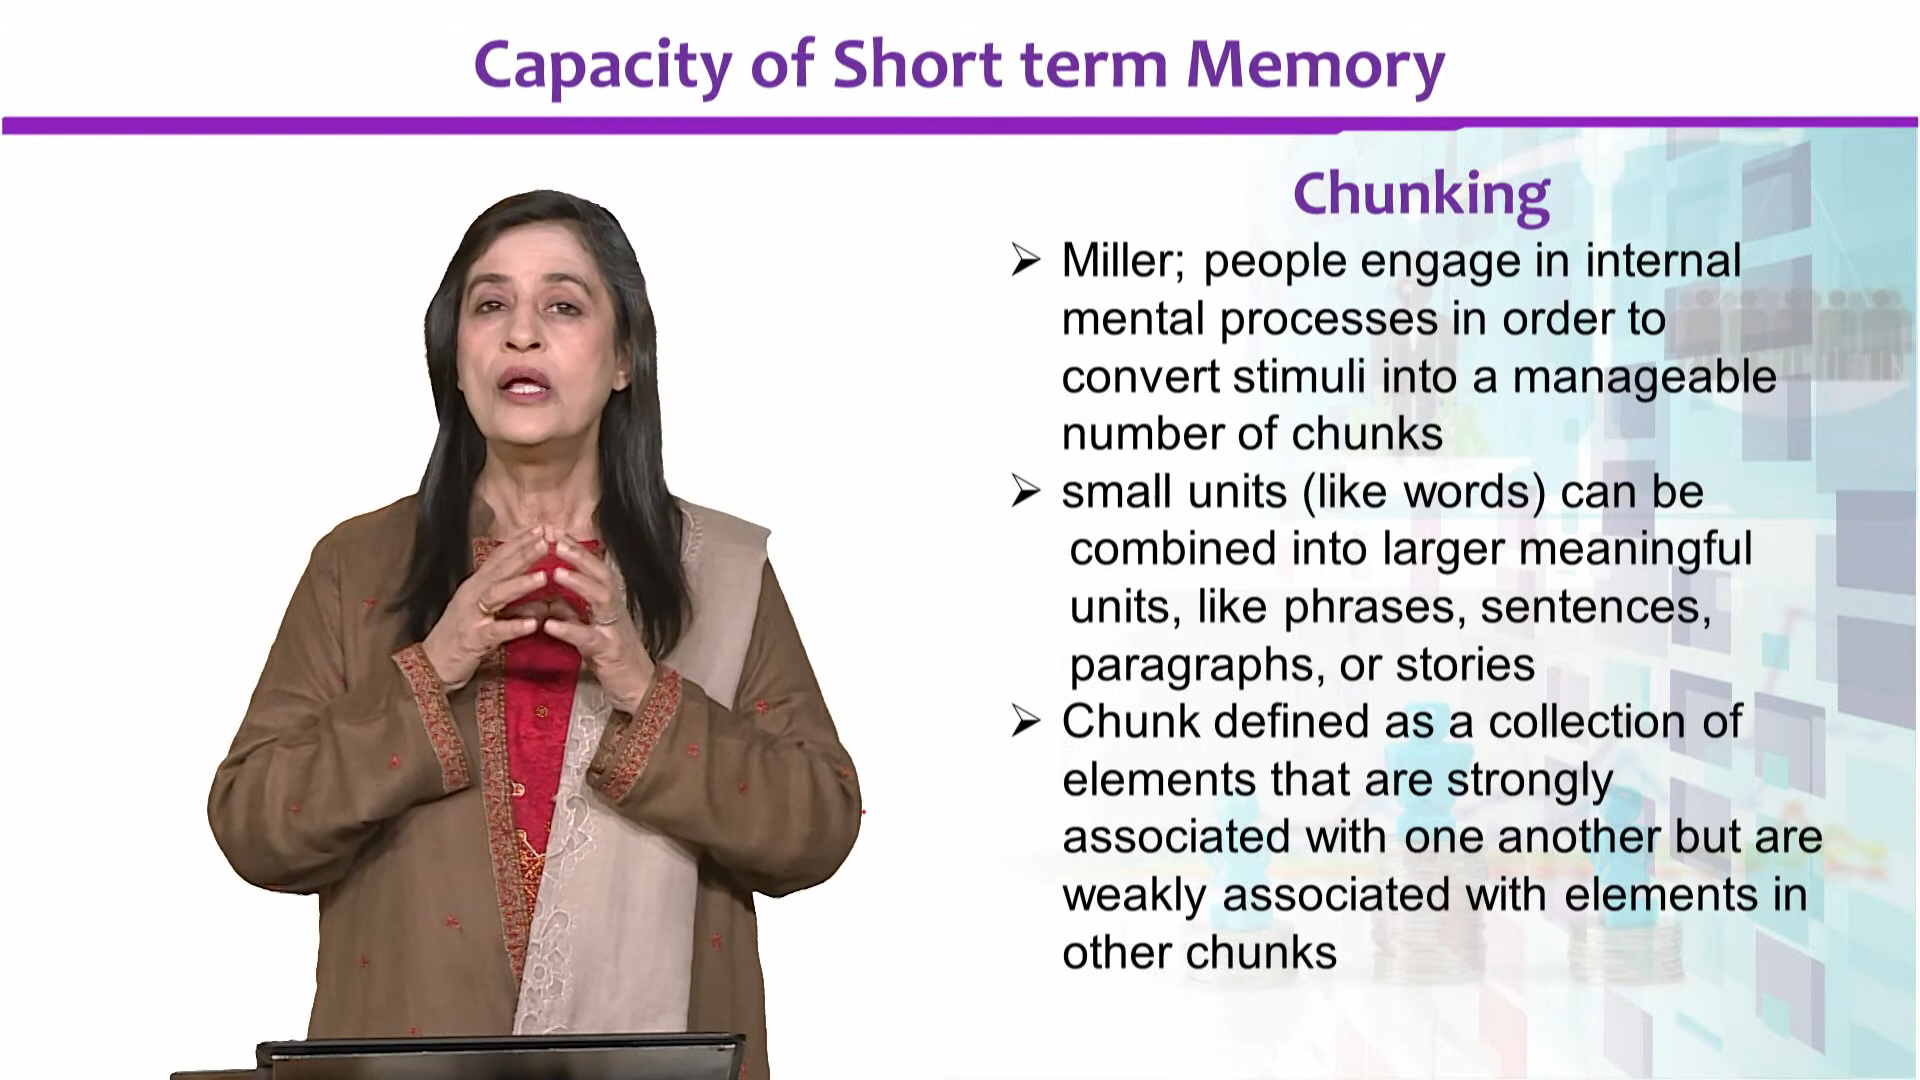 Capacity of Short term Memory
Chunking
➢ Miller; people engage in internal
mental processes in order to
convert stimuli into a manageable
number of chunks
➢ small units (like words) can be
combined into larger meaningful
units, like phrases, sentences,
paragraphs, or stories
➢ Chunk defined as a collection of
elements that are strongly
associated with one another but are
weakly associated with elements in
other chunks